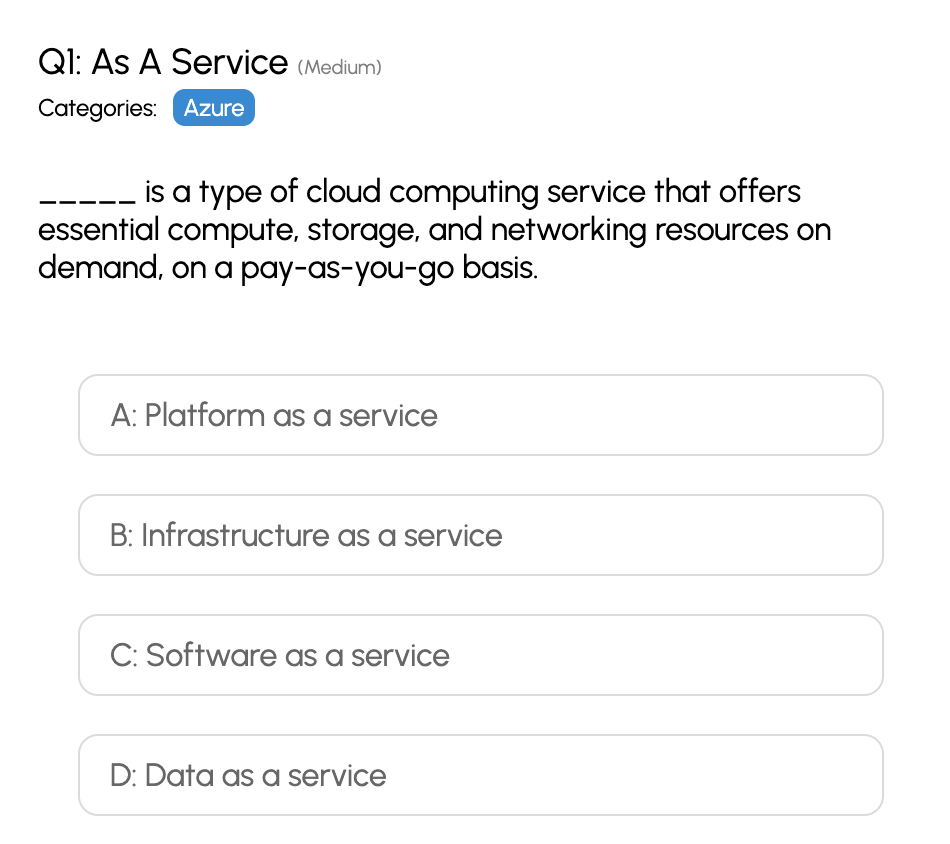 Q1: As A Service (Medium)
Categories: Azure
_____ is a type of cloud computing service that offers
essential compute, storage, and networking resources on
demand, on a pay-as-you-go basis.
A: Platform as a service
B: Infrastructure as a service
C: Software as a service
D: Data as a service